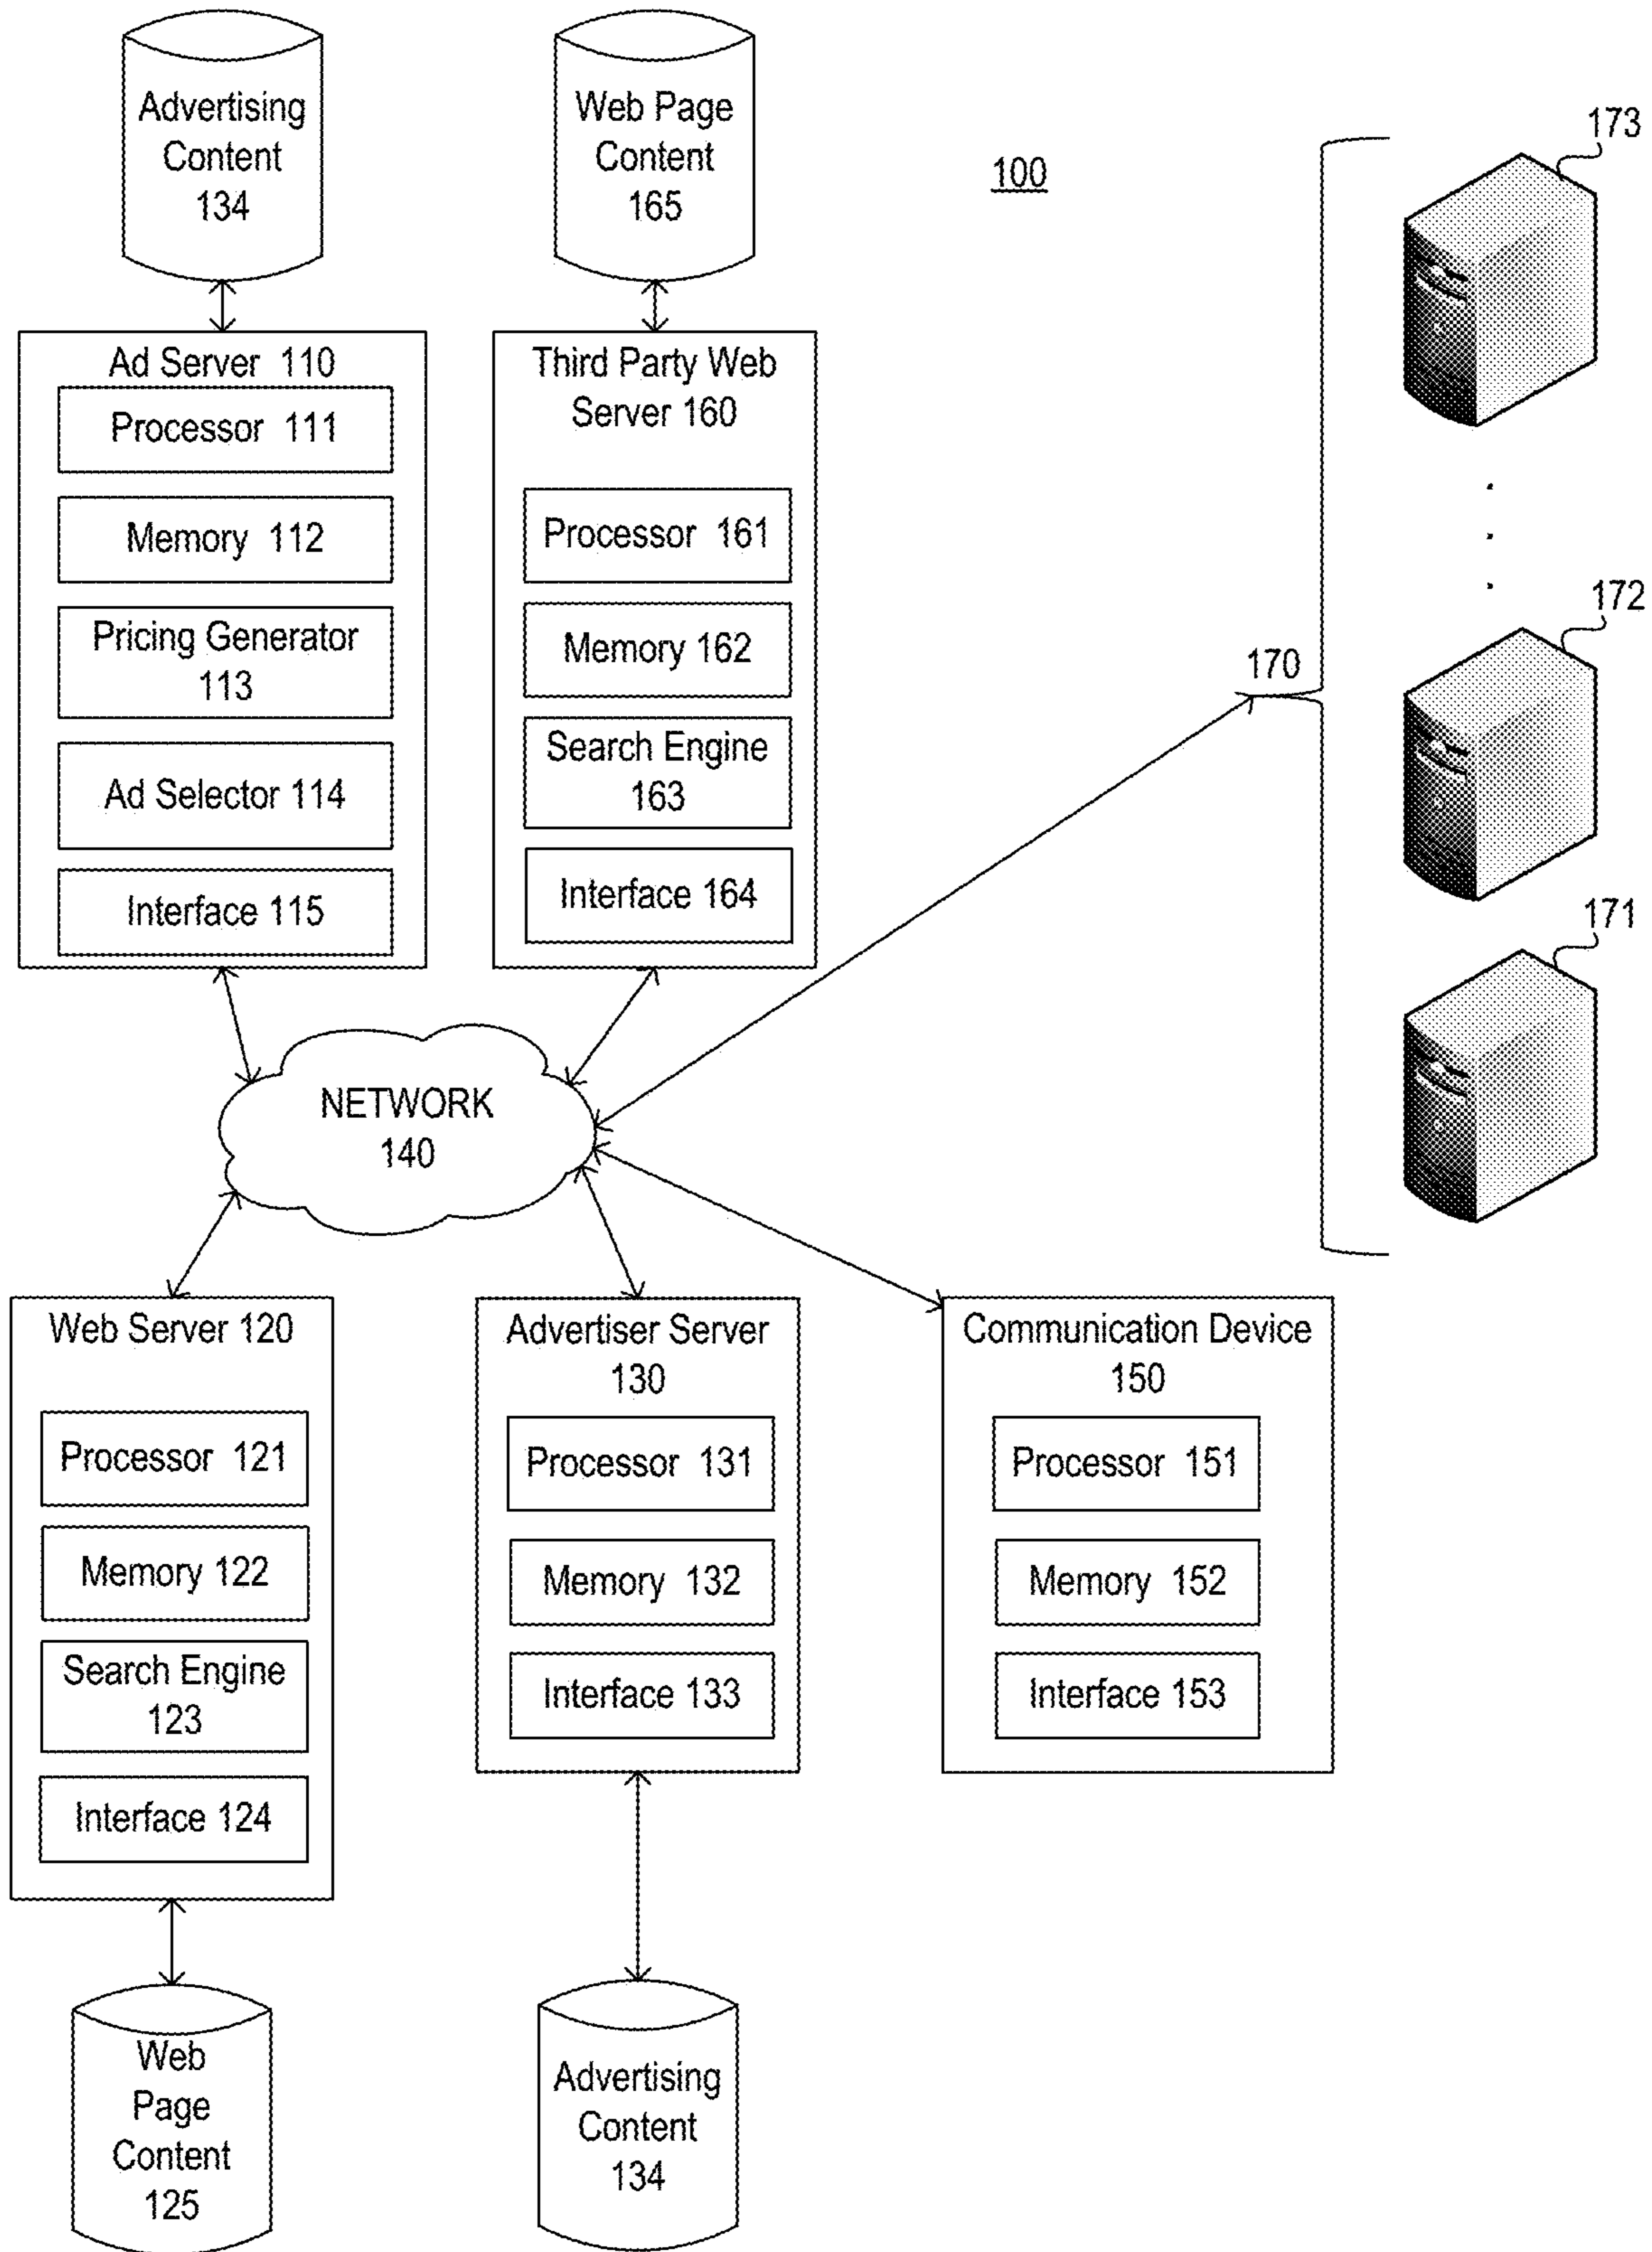 Advertising
Content
134
Web Page
Content
165
100
173
Ad Server 110
Processor 111
Memory 112
Pricing Generator
113
Ad Selector 114
Interface 115
Third Party Web
Server 160
Processor 161
Memory 162
Search Engine
163
Interface 164
170
172
171
NETWORK
140
Web Server 120
Processor 121
Memory 122
Search Engine
123
Interface 124
Advertiser Server
130
Processor 131
Memory 132
Interface 133
Communication Device
150
Processor 151
Memory 152
Interface 153
Web
Page
Content
125
Advertising
Content
134